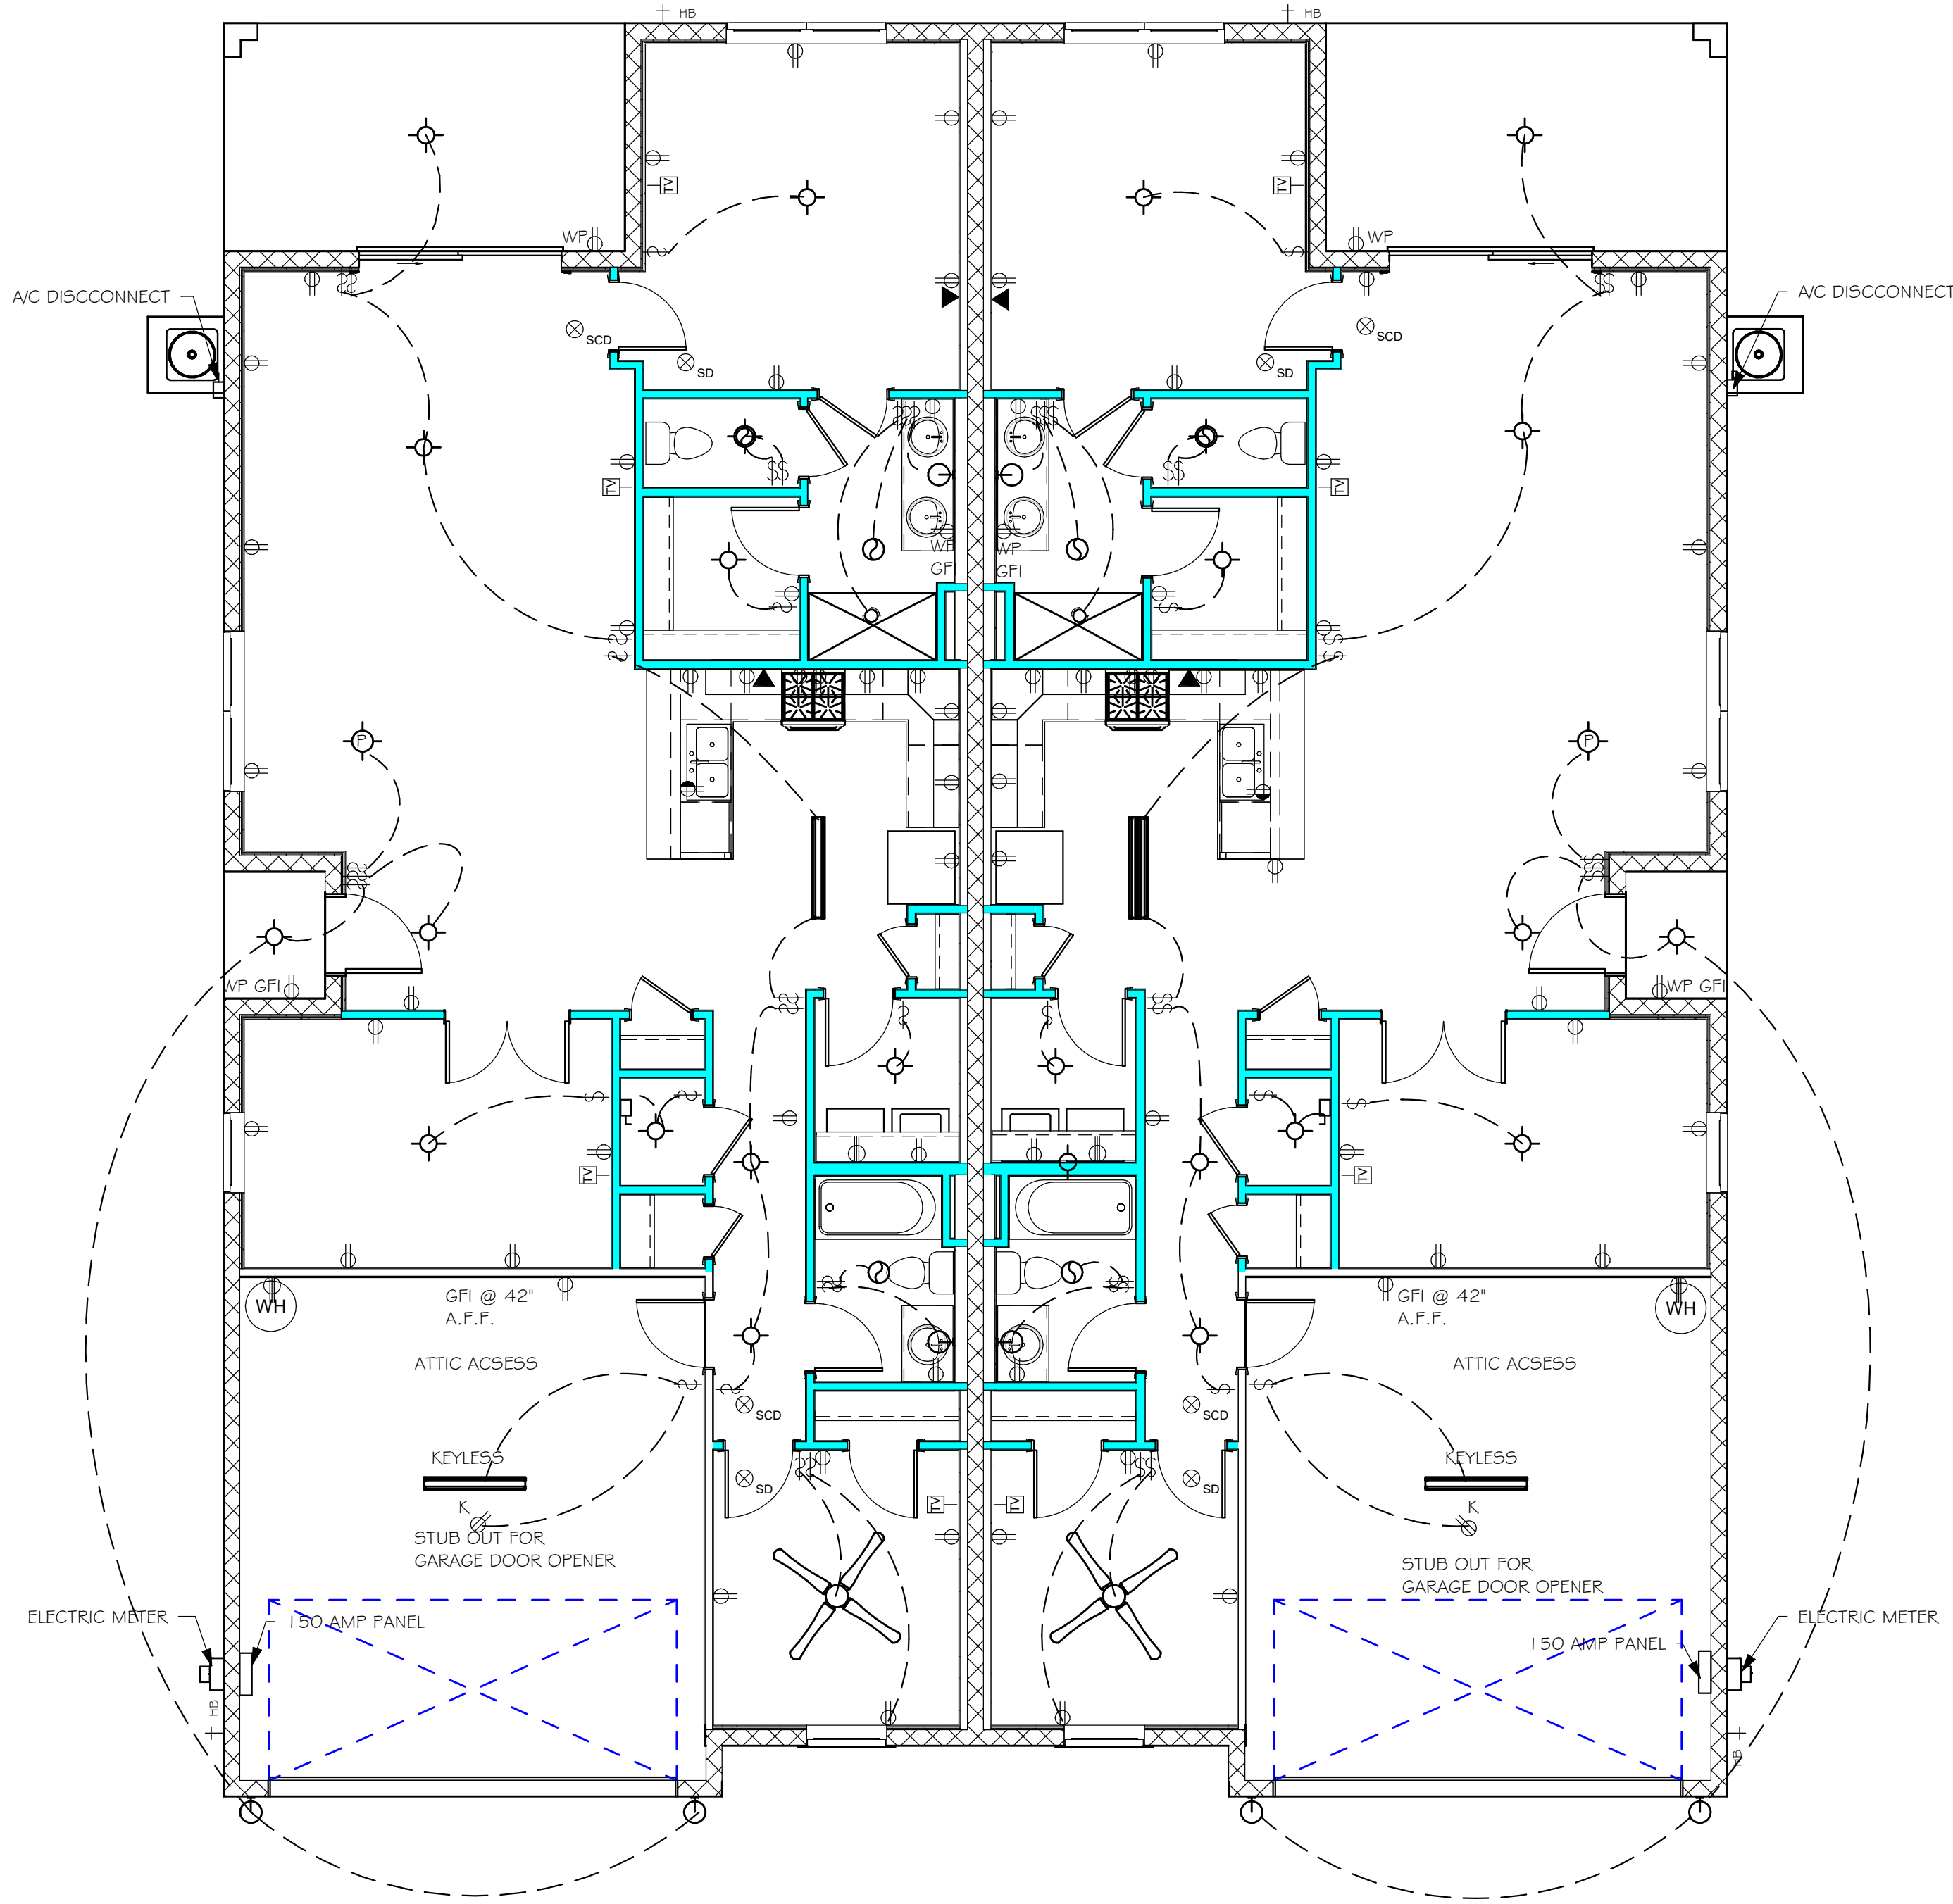 HB
HB
TV
TV
WP
WP
A/C DISCCONNECT
A/C DISCCONNECT
SCD
SCD
SD
SD
$$
$$
$$$
$$$
$$
$$
TV
TV
WP
GFI
WP
GFI
$
$
$
$
$
$
P
P
$$$
$$$
WP GFI
WP GFI
$$
$$
$
$
$
$
$
$
TV
TV
$$
$$
WH
WH
GFI @ 42"
A.F.F.
GFI @ 42"
A.F.F.
ATTIC ACSESS
ATTIC ACSESS
$
$
$
$
SCD
SCD
KEYLESS
KEYLESS
$$
$$
SD
SD
TV
TV
K
K
STUB OUT FOR
GARAGE DOOR OPENER
STUB OUT FOR
GARAGE DOOR OPENER
ELECTRIC METER
150 AMP PANEL
150 AMP PANEL
ELECTRIC METER
HB
HB